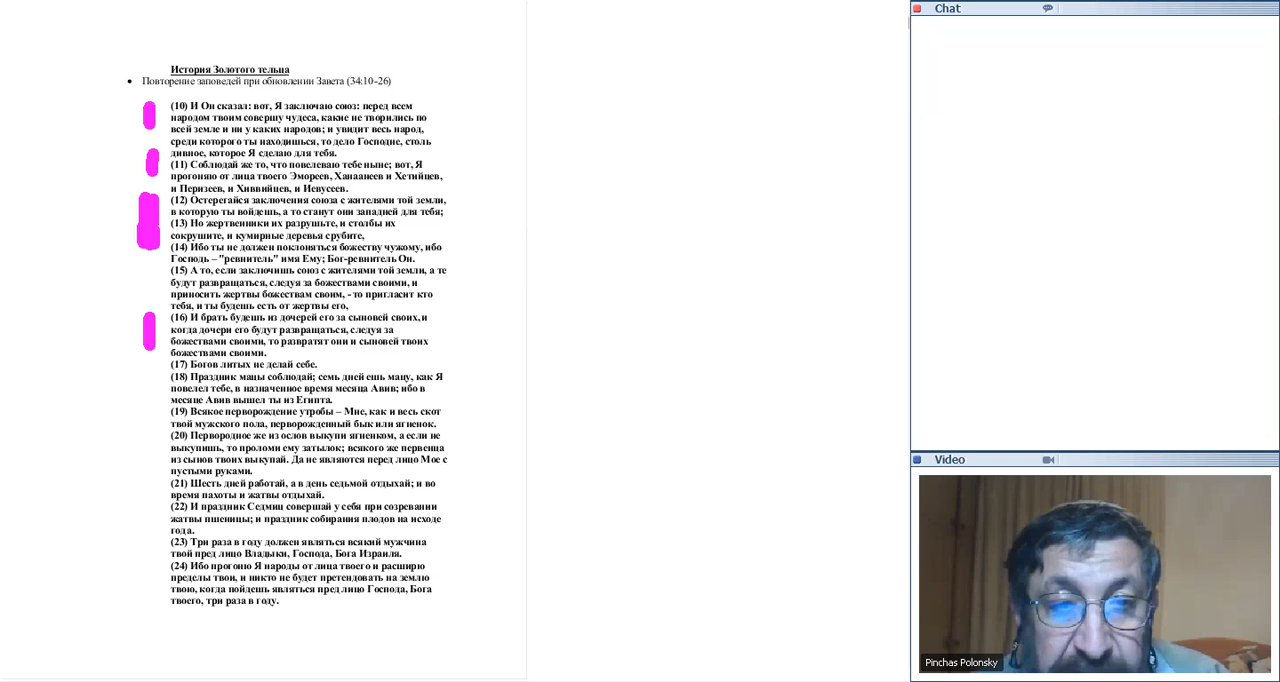 История Золотого тельца
• Повторение заповедей при обновлении Завета (34:10-26)
(10) И Он сказал: вот, Я заключаю союз: перед всем
народом твоим совершу чудеса, какие не творились по
всей земле и ни у каких народов; и увидит весь народ,
среди которого ты находишься, то дело Господне, столь
дивное, которое Я сделаю для тебя.
(11) Соблюдай же то, что повелеваю тебе ныне; вот, Я
прогоняю от лица твоего Эмореев, Ханаанеев и Хетийцев,
и Перизеев, и Хиввийцев, и Иевусеев.
(12) Остерегайся заключения союза с жителями той земли,
в которую ты войдешь, а то станут они западней для тебя;
(13) Но жертвенники их разрушьте, и столбы их
сокрушите, и кумирные деревья срубите,
(14) Ибо ты не должен поклоняться божеству чужому, ибо
Господь – "ревнитель" имя Ему; Бог-ревнитель Он.
(15) А то, если заключишь союз с жителями той земли, а те
будут развращаться, следуя за божествами своими, и
приносить жертвы божествам своим, - то пригласит кто
тебя, и ты будешь есть от жертвы его,
(16) И брать будешь из дочерей его за сыновей своих, и
когда дочери его будут развращаться, следуя за
божествами своими, то развратят они и сыновей твоих
божествами своими.
(17) Богов литых не делай себе.
(18) Праздник мацы соблюдай; семь дней ешь мацу, как Я
повелел тебе, в назначенное время месяца Авив; ибо в
месяце Авив вышел ты из Египта.
(19) Всякое перворождение утробы – Мне, как и весь скот
твой мужского пола, перворожденный бык или ягненок.
(20) Первородное же из ослов выкупи ягненком, а если не
выкупишь, то проломи ему затылок; всякого же первенца
из сынов твоих выкупай. Да не являются перед лицо Мое с
пустыми руками.
(21) Шесть дней работай, а в день седьмой отдыхай; и во
время пахоты и жатвы отдыхай.
(22) И праздник Седмиц совершай у себя при созревании
жатвы пшеницы; и праздник собирания плодов на исходе
года.
(23) Три раза в году должен являться всякий мужчина
твой пред лицо Владыки, Господа, Бога Израиля.
(24) Ибо прогоню Я народы от лица твоего и расширю
пределы твои, и никто не будет претендовать на землю
твою, когда пойдешь являться пред лицо Господа, Бога
твоего, три раза в году.
Chat
Video
Pinchas Polonsky